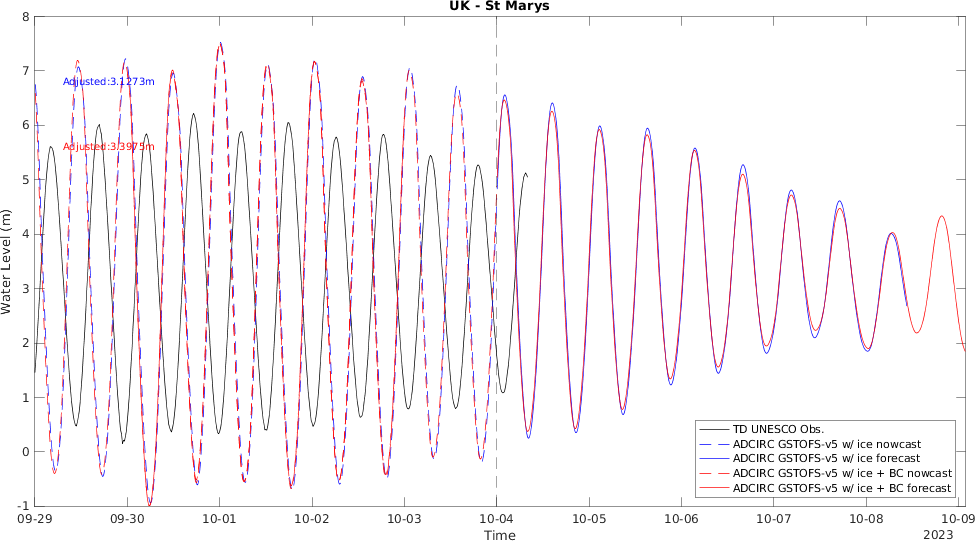 UK - St Marys
8
7
6
5
4
3
2
1
0
-1
Water Level (m)
Adjusted:3.1273m
Adjusted:3.3975m
TD UNESCO Obs.
ADCIRC GSTOFS-v5 w/ ice nowcast
ADCIRC GSTOFS-v5 w/ ice forecast
ADCIRC GSTOFS-v5 w/ ice + BC nowcast
ADCIRC GSTOFS-v5 w/ ice + BC forecast
09-29 09-30 10-01 10-02 10-03 10-04 10-05 10-06 10-07 10-08 10-09
Time
2023